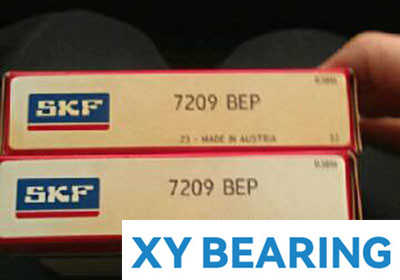 SKF
7209 BEP
23 - MADE IN AUSTRIA
SKF
7209 BEP
XY BEARING